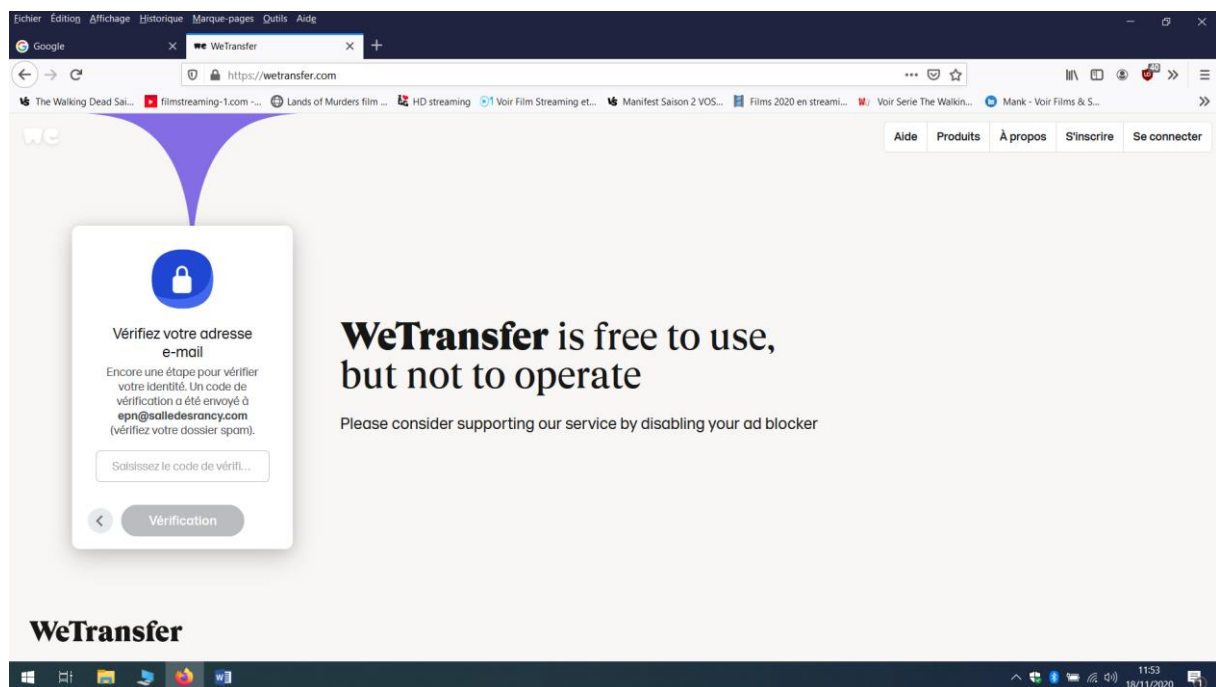 Fichier Édition Affichage Historique Marque-pages Outils Aide
Google
we WeTransfer
https://wetransfer.com
The Walking Dead Sai... filmstreaming-1.com -... Lands of Murders film ... HD streaming Voir Film Streaming et... Manifest Saison 2 VOS... Films 2020 en streami... Voir Serie The Walkin... Mank - Voir Films & S...
we
Aide Produits À propos S'inscrire Se connecter
Vérifiez votre adresse
e-mail
Encore une étape pour vérifier
votre identité. Un code de
vérification a été envoyé à
epn@salledesrancy.com
(vérifiez votre dossier spam).
Saisissez le code de vérifi...
Vérification
WeTransfer is free to use,
but not to operate
Please consider supporting our service by disabling your ad blocker
WeTransfer
11:53
18/11/2020